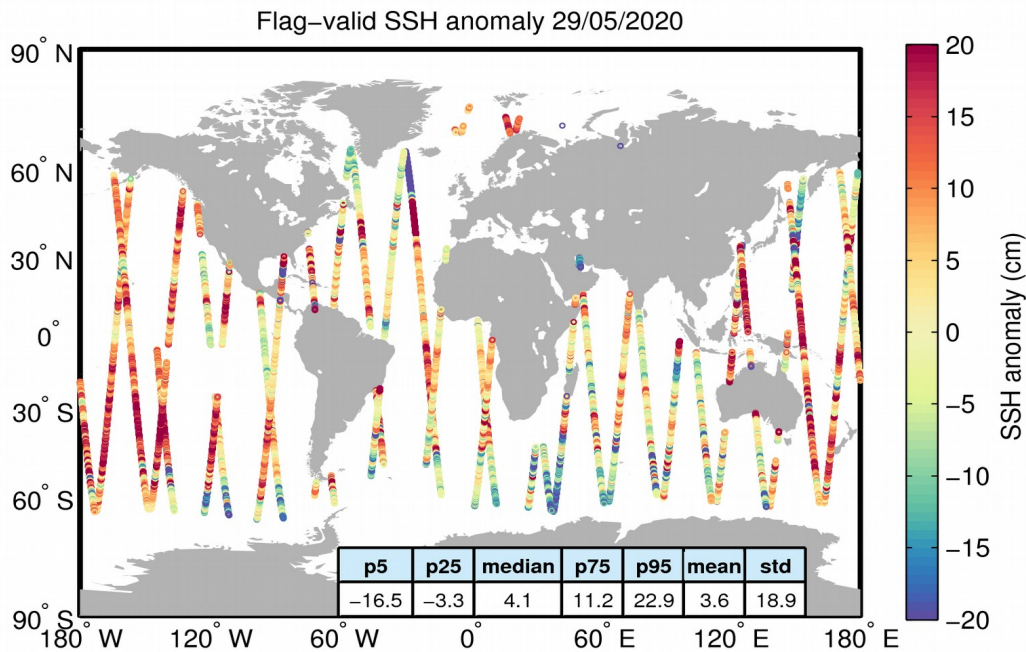 Flag−valid SSH anomaly 29/05/2020
90° N
60° N
30° N
0°
30° S
60° S
90° S
180° W
120° W
60° W
0°
60° E
120° E
180° E
p5 p25 median p75 p95 mean std
−16.5 −3.3 4.1 11.2 22.9 3.6 18.9
20
15
10
5
0
−5
−10
−15
−20
SSH anomaly (cm)